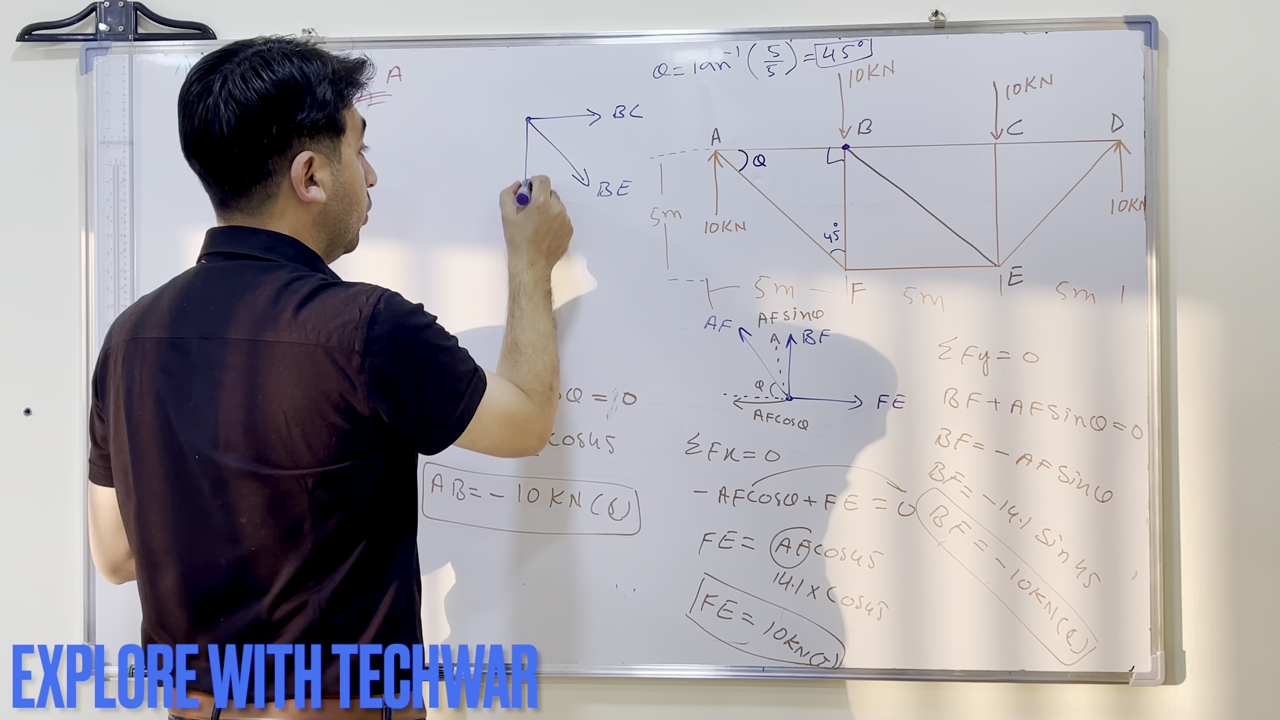 A
θ = tan⁻¹ (5/5) = 45°
10KN
10KN
A
B
C
D
θ
45°
5m
10KN
10KN
F
E
5m
5m
5m
BC
BE
AF
AFsinθ
BF
θ
FE
AFcosθ
θ = 0
cos45
AB = - 10KN(C)
ΣFx = 0
- AFcosθ + FE = 0
FE = AFcos45
14.1 x cos45
FE = 10KN(T)
ΣFy = 0
BF + AFsinθ = 0
BF = - AFsinθ
BF = - 14.1 Sin45
BF = - 10KN(C)
EXPLORE WITH TECHWAR